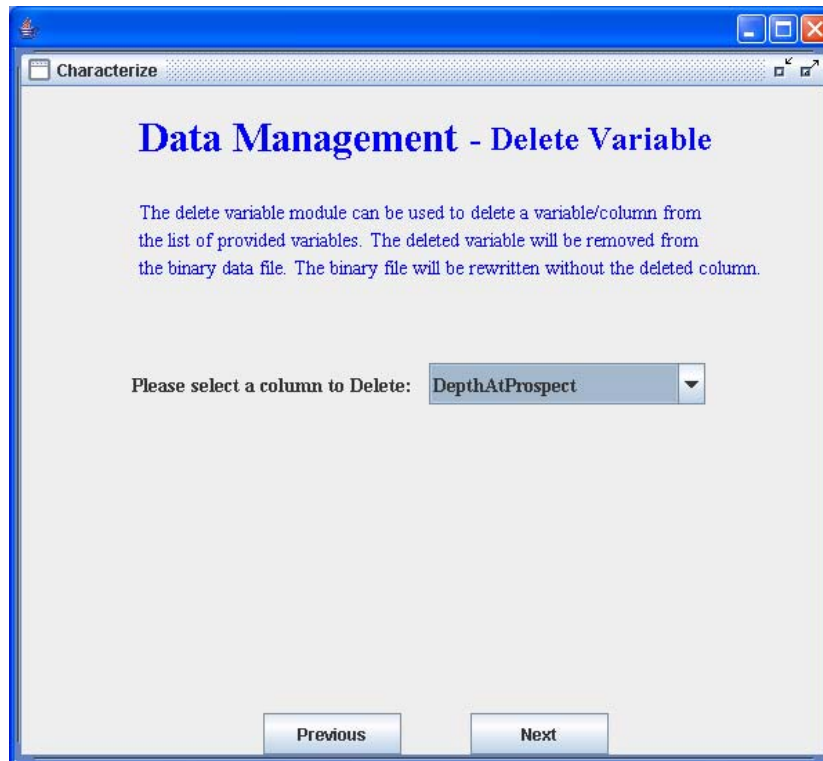 Characterize
Data Management - Delete Variable
The delete variable module can be used to delete a variable/column from
the list of provided variables. The deleted variable will be removed from
the binary data file. The binary file will be rewritten without the deleted column.
Please select a column to Delete: DepthAtProspect
Previous Next